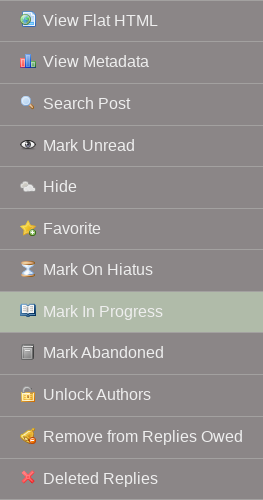 View Flat HTML
View Metadata
Search Post
Mark Unread
Hide
Favorite
Mark On Hiatus
Mark In Progress
Mark Abandoned
Unlock Authors
Remove from Replies Owed
Deleted Replies